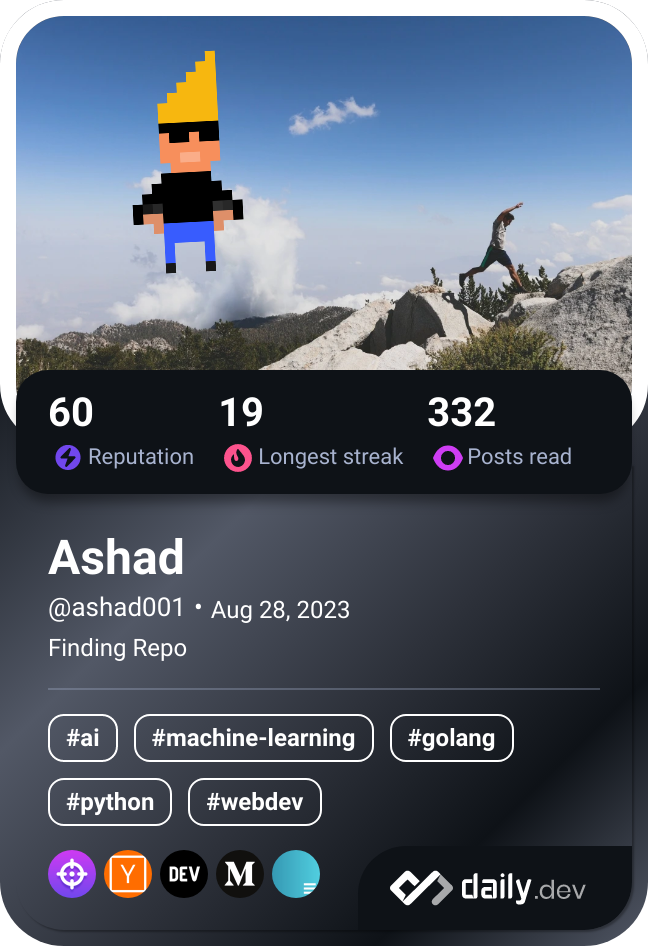 60 19 332
Reputation Longest streak Posts read
Ashad
@ashad001 • Aug 28, 2023
Finding Repo
#ai #machine-learning #golang
#python #webdev
Y DEV M daily.dev